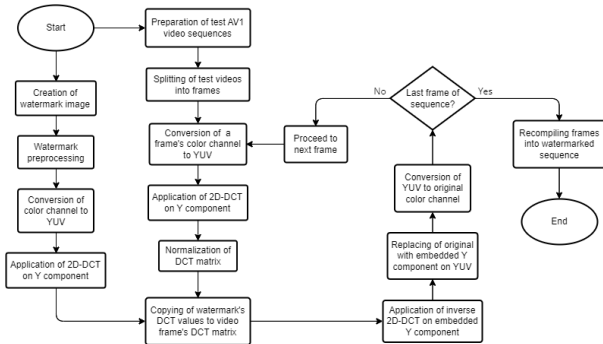 Start
Preparation of test AV1
video sequences
Creation of
watermark image
Splitting of test videos
into frames
Watermark
preprocessing
Conversion of a
frame's color channel
to YUV
Conversion of
color channel to
YUV
Application of 2D-DCT
on Y component
Application of 2D-DCT
on Y component
Normalization of
DCT matrix
Copying of watermark's
DCT values to video
frame's DCT matrix
Application of inverse
2D-DCT on embedded
Y component
Replacing of original
with embedded Y
component on YUV
Conversion of
YUV to original
color channel
Last frame of
sequence?
No
Yes
Proceed to
next frame
Recompiling frames
into watermarked
sequence
End